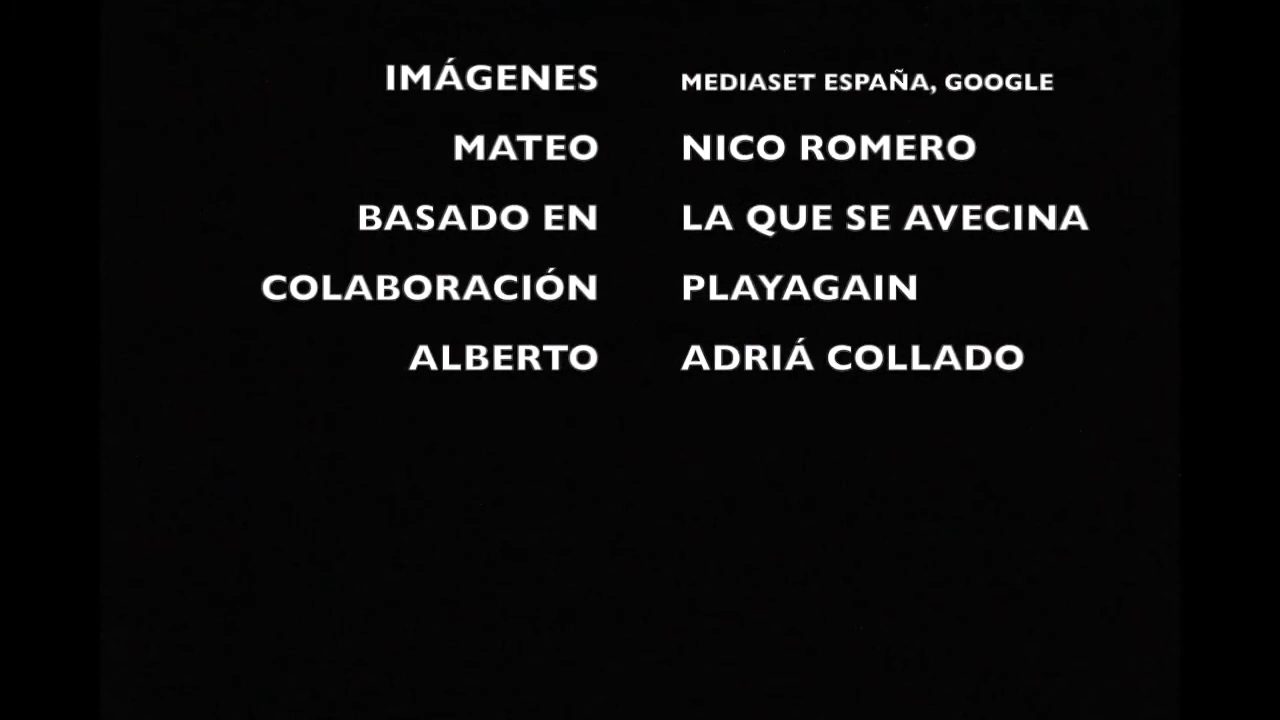 IMÁGENES MEDIASET ESPAÑA, GOOGLE
MATEO NICO ROMERO
BASADO EN LA QUE SE AVECINA
COLABORACIÓN PLAYAGAIN
ALBERTO ADRIÁ COLLADO